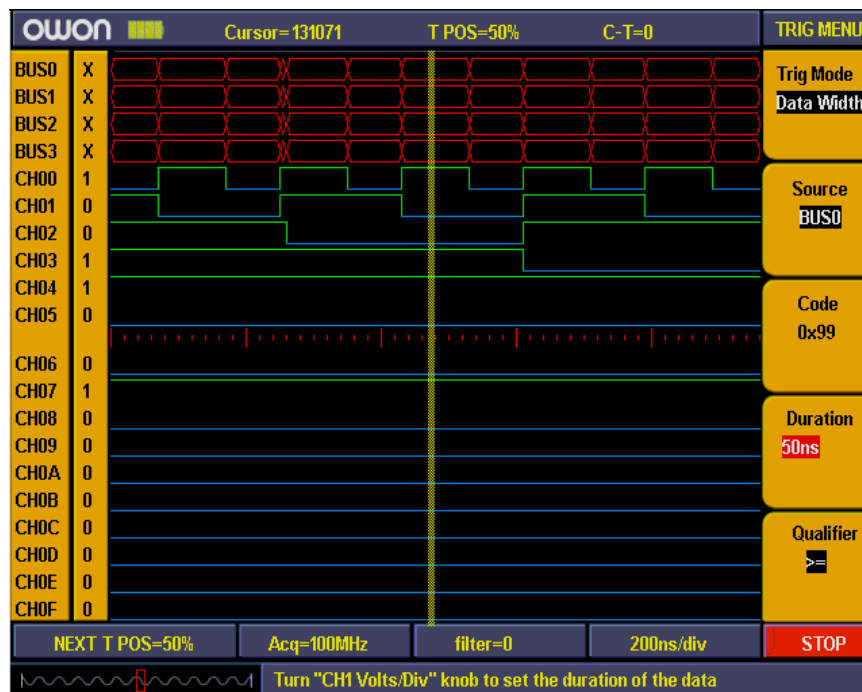 OWON Cursor=131071 T POS=50% C-T=0 TRIG MENU
BUS0 X
BUS1 X
BUS2 X
BUS3 X
CH00 1
CH01 0
CH02 0
CH03 1
CH04 1
CH05 0
CH06 0
CH07 1
CH08 0
CH09 0
CH0A 0
CH0B 0
CH0C 0
CH0D 0
CH0E 0
CH0F 0
Trig Mode
Data Width
Source
BUS0
Code
0x99
Duration
50ns
Qualifier
>=
NEXT T POS=50% Acq=100MHz filter=0 200ns/div STOP
Turn "CH1 Volts/Div" knob to set the duration of the data